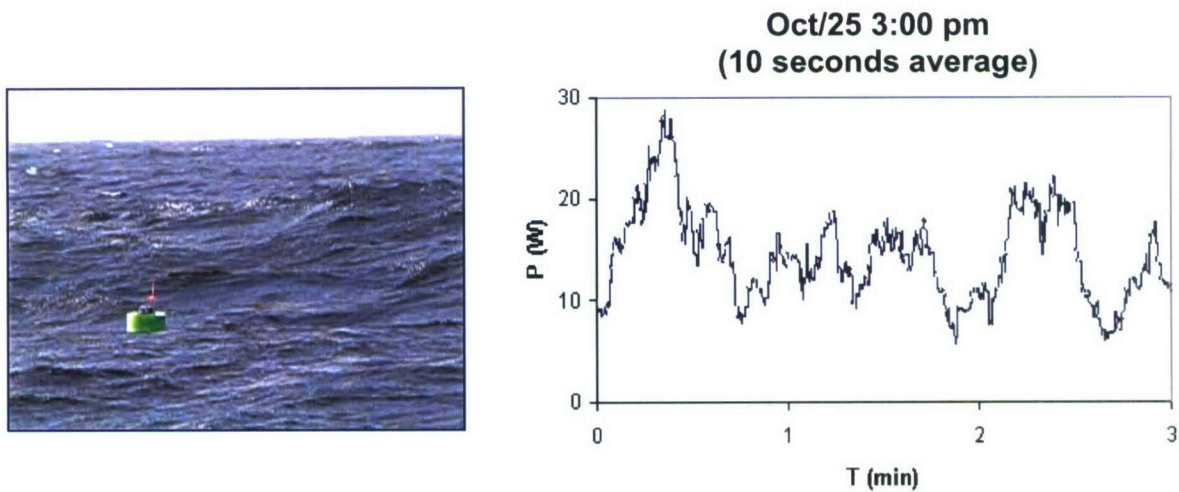 Oct/25 3:00 pm
(10 seconds average)
30
20
10
0
P (W)
0 1 2 3
T (min)